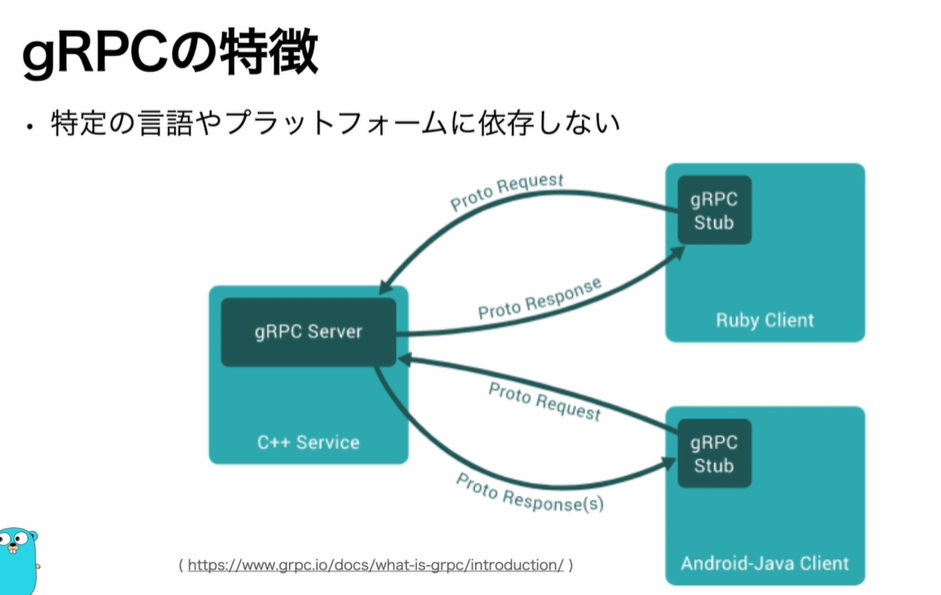 gRPCの特徴
・ 特定の言語やプラットフォームに依存しない
Proto Request
gRPC
Stub
Ruby Client
Proto Response
gRPC Server
C++ Service
Proto Request
gRPC
Stub
Android-Java Client
Proto Response(s)
( https://www.grpc.io/docs/what-is-grpc/introduction/ )